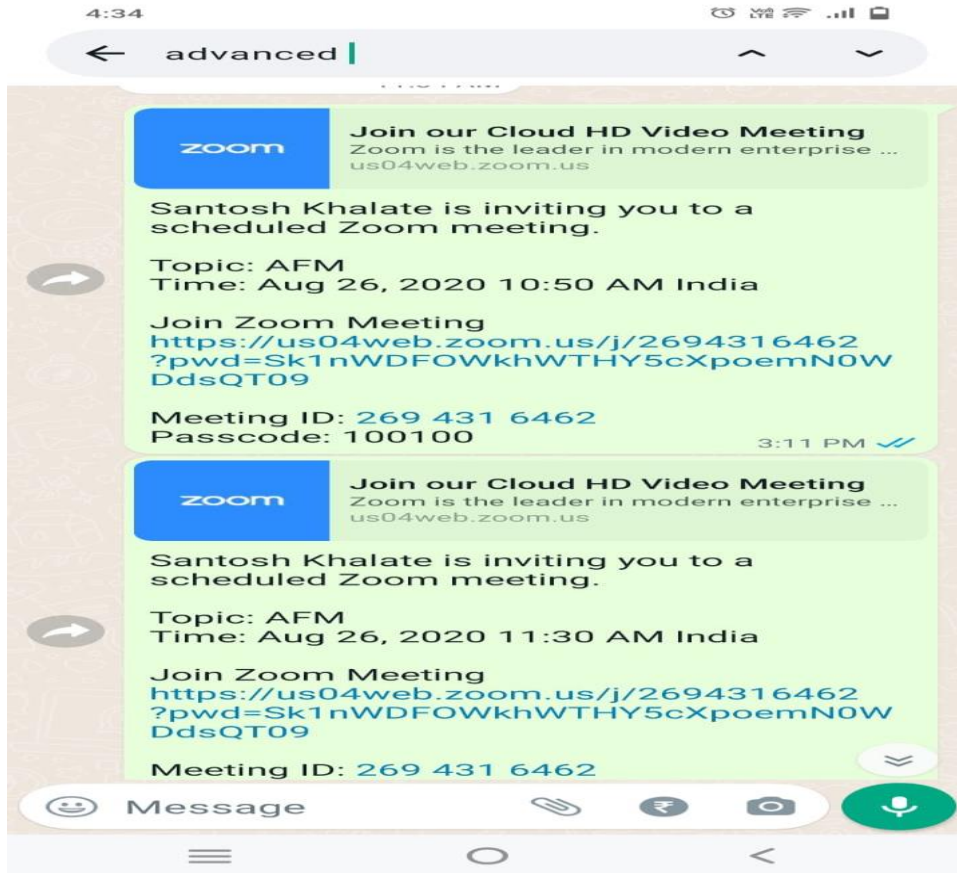 4:34
VoD LTE
advanced
zoom
Join our Cloud HD Video Meeting
Zoom is the leader in modern enterprise ...
us04web.zoom.us
Santosh Khalate is inviting you to a
scheduled Zoom meeting.
Topic: AFM
Time: Aug 26, 2020 10:50 AM India
Join Zoom Meeting
https://us04web.zoom.us/j/2694316462
?pwd=Sk1nWDFOWkhWTHY5cXpoemN0W
DdsQT09
Meeting ID: 269 431 6462
Passcode: 100100
3:11 PM
zoom
Join our Cloud HD Video Meeting
Zoom is the leader in modern enterprise ...
us04web.zoom.us
Santosh Khalate is inviting you to a
scheduled Zoom meeting.
Topic: AFM
Time: Aug 26, 2020 11:30 AM India
Join Zoom Meeting
https://us04web.zoom.us/j/2694316462
?pwd=Sk1nWDFOWkhWTHY5cXpoemN0W
DdsQT09
Meeting ID: 269 431 6462
Message